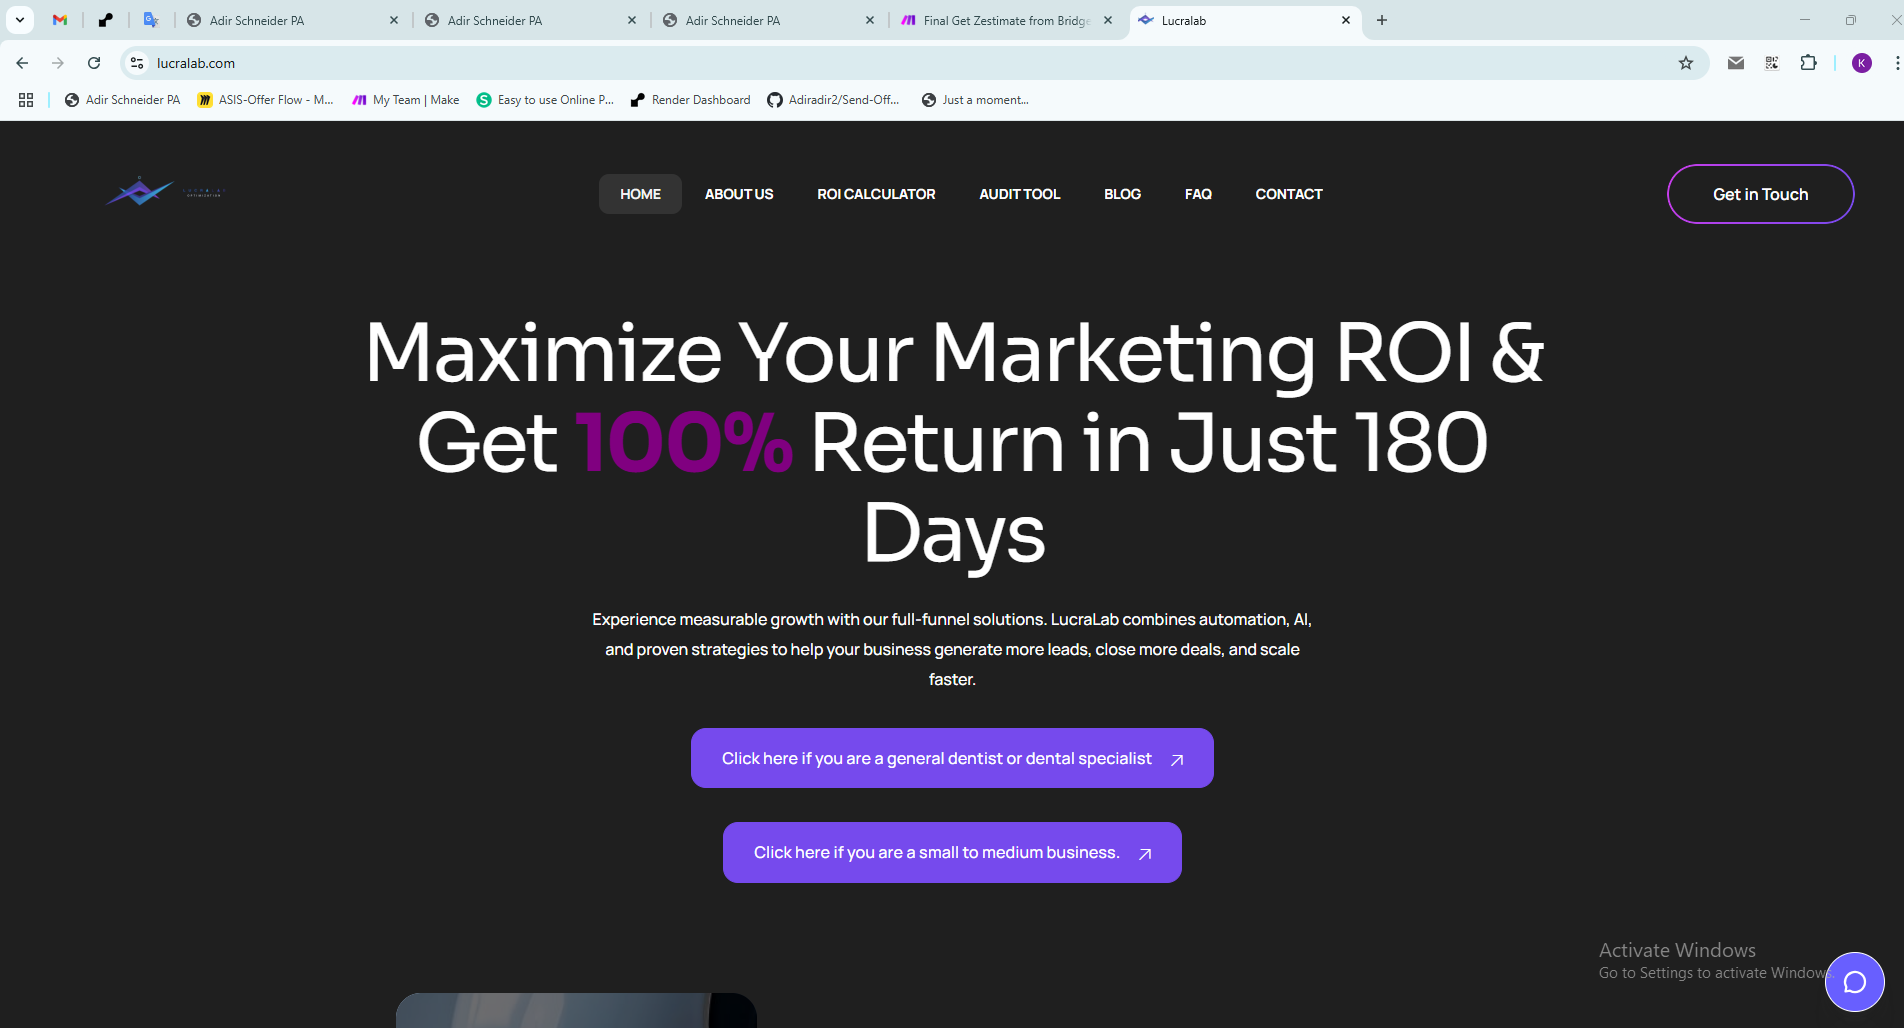 Adir Schneider PA
Adir Schneider PA
Adir Schneider PA
Final Get Zestimate from Bridge
Lucralab
lucralab.com
K
Adir Schneider PA
ASIS-Offer Flow - M...
My Team | Make
Easy to use Online P...
Render Dashboard
Adiradir2/Send-Off...
Just a moment...
OPTIMIZATION
HOME
ABOUT US
ROI CALCULATOR
AUDIT TOOL
BLOG
FAQ
CONTACT
Get in Touch
Maximize Your Marketing ROI &
Get 100% Return in Just 180
Days
Experience measurable growth with our full-funnel solutions. LucraLab combines automation, AI,
and proven strategies to help your business generate more leads, close more deals, and scale
faster.
Click here if you are a general dentist or dental specialist
Click here if you are a small to medium business.
Activate Windows
Go to Settings to activate Windows.